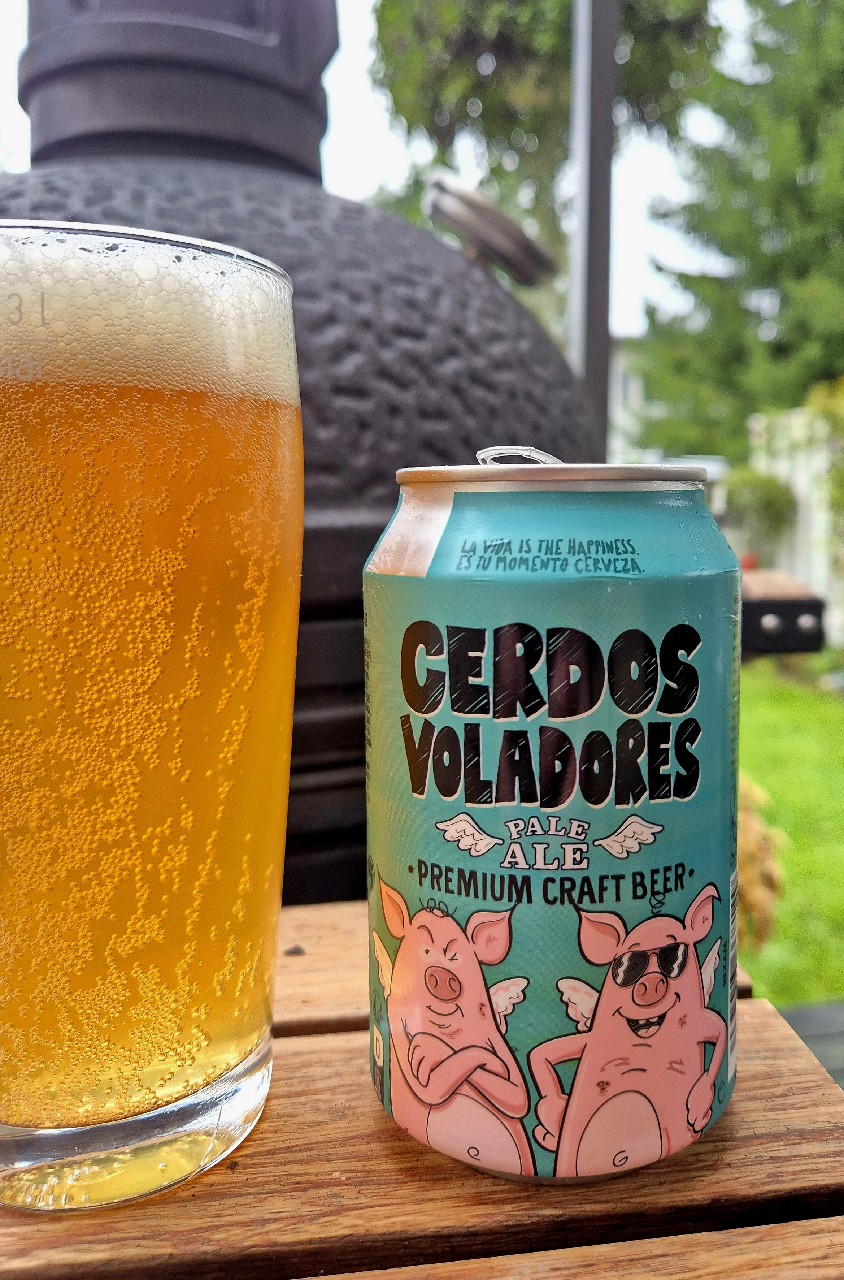 LA VIDA IS THE HAPPINESS.
ES TU MOMENTO CERVEZA.
CERDOS
VOLADORES
PALE
ALE
·PREMIUM CRAFT BEER·